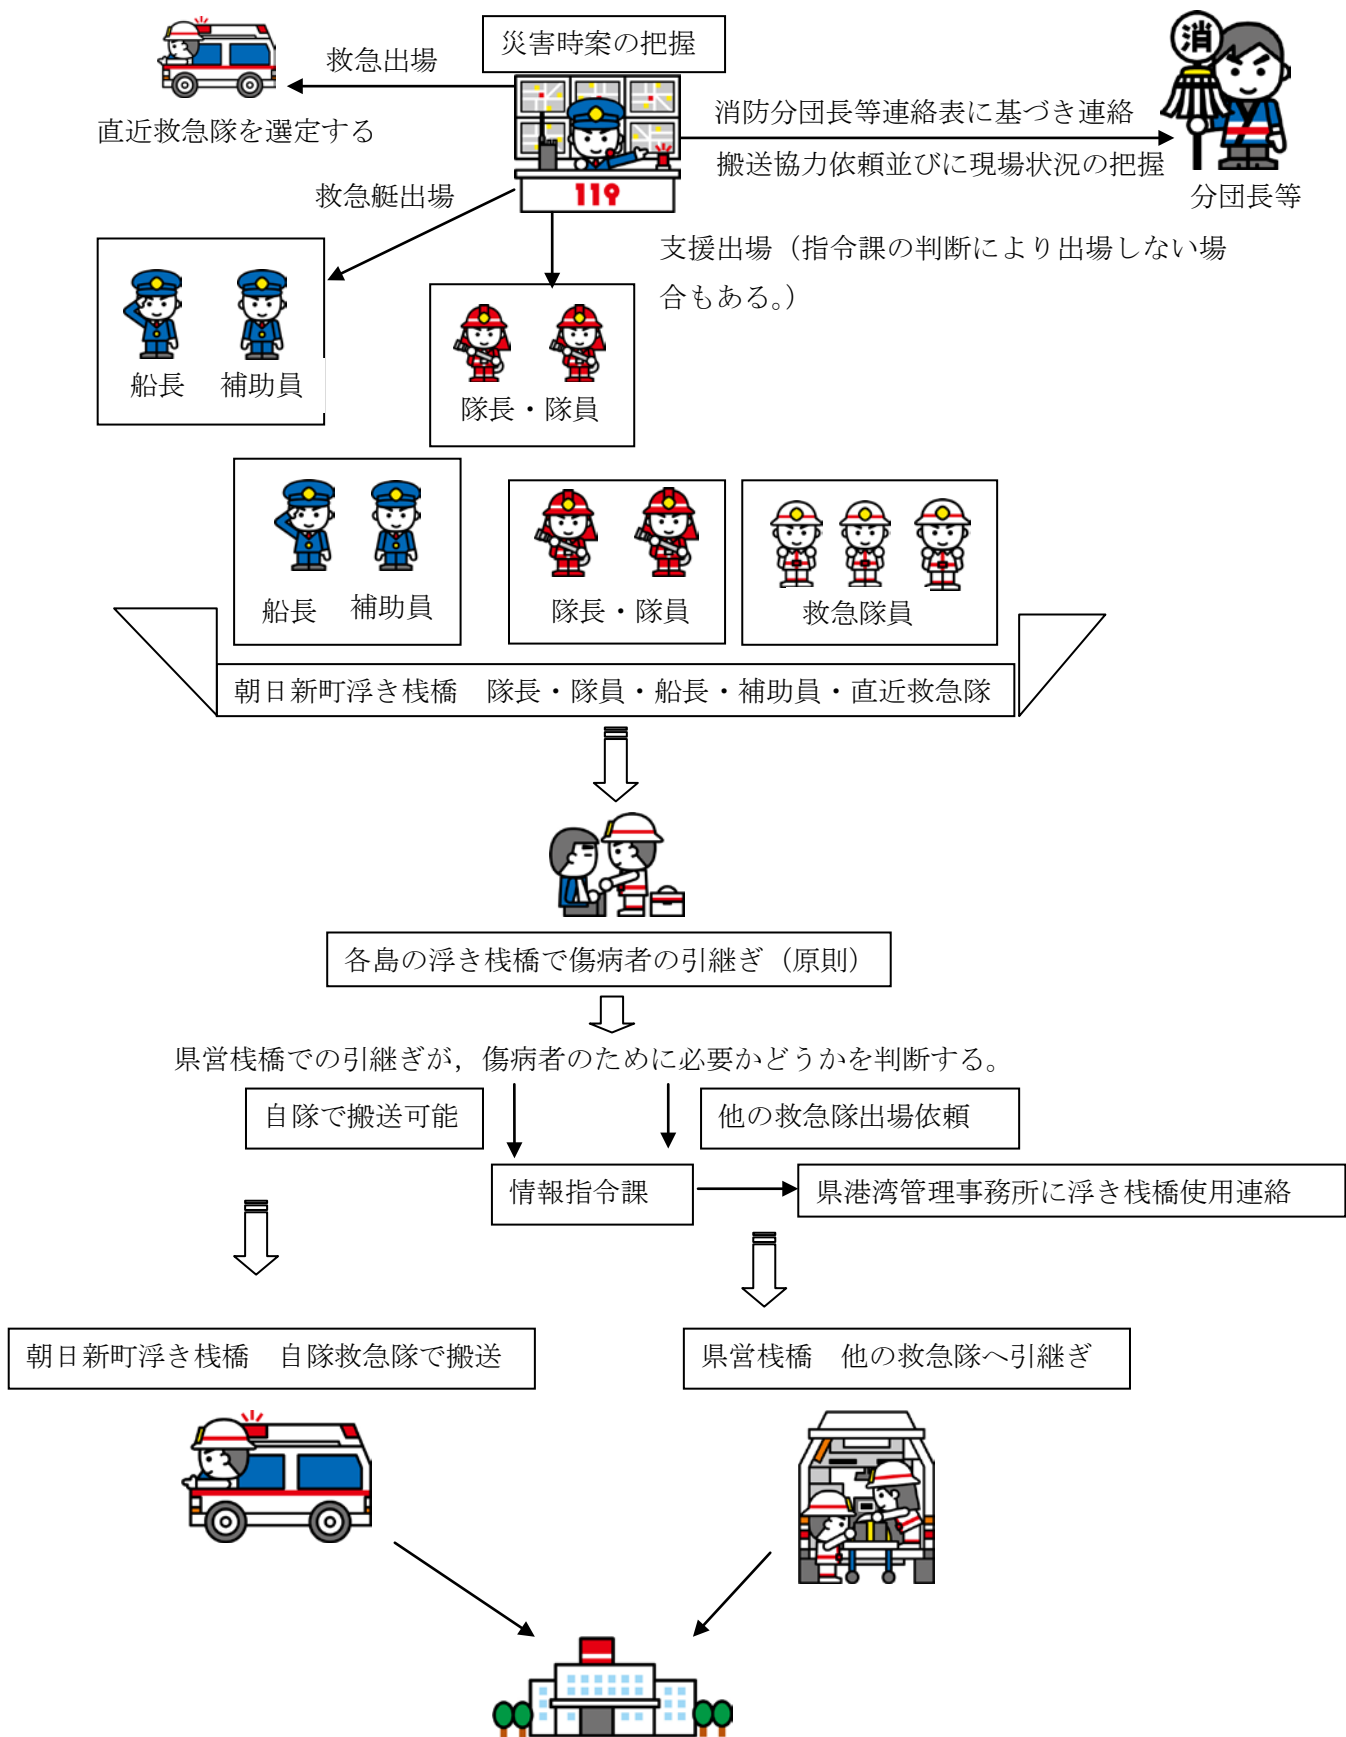 災害時案の把握
救急出場
直近救急隊を選定する
消
消防分団長等連絡表に基づき連絡
搬送協力依頼並びに現場状況の把握
分団長等
119
救急艇出場
支援出場（指令課の判断により出場しない場
合もある。）
船長　補助員
隊長・隊員
船長　補助員
隊長・隊員
救急隊員
朝日新町浮き桟橋　隊長・隊員・船長・補助員・直近救急隊
各島の浮き桟橋で傷病者の引継ぎ（原則）
県営桟橋での引継ぎが，傷病者のために必要かどうかを判断する。
自隊で搬送可能
他の救急隊出場依頼
情報指令課
県港湾管理事務所に浮き桟橋使用連絡
朝日新町浮き桟橋　自隊救急隊で搬送
県営桟橋　他の救急隊へ引継ぎ